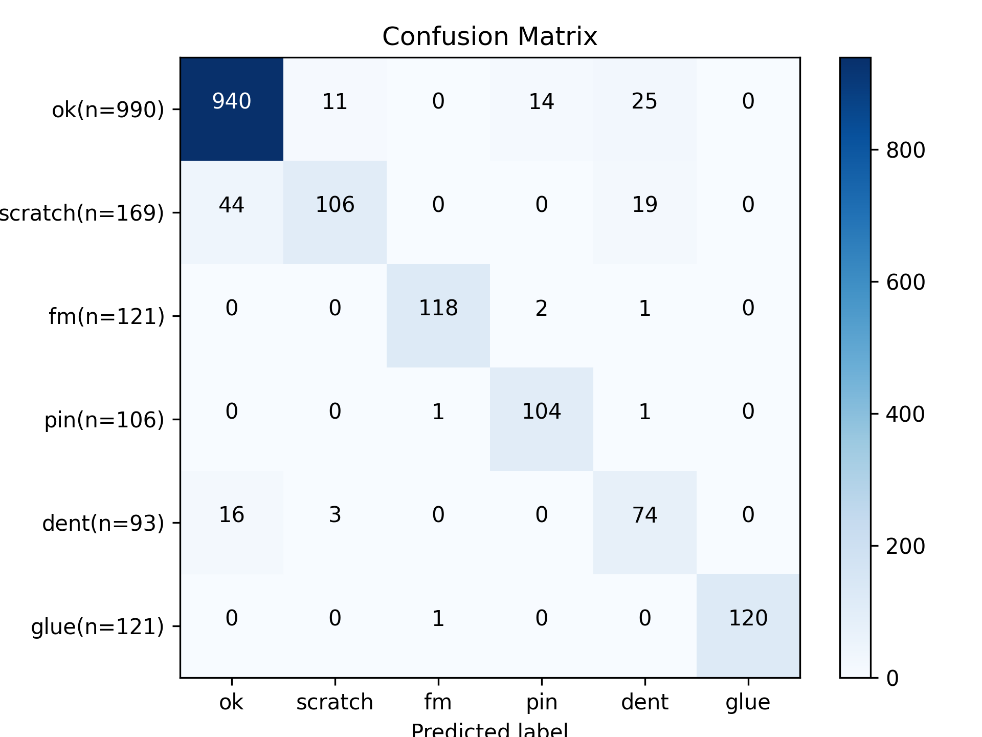 Confusion Matrix
ok(n=990) 940 11 0 14 25 0
scratch(n=169) 44 106 0 0 19 0
fm(n=121) 0 0 118 2 1 0
pin(n=106) 0 0 1 104 1 0
dent(n=93) 16 3 0 0 74 0
glue(n=121) 0 0 1 0 0 120
ok scratch fm pin dent glue
Predicted label
800
600
400
200
0